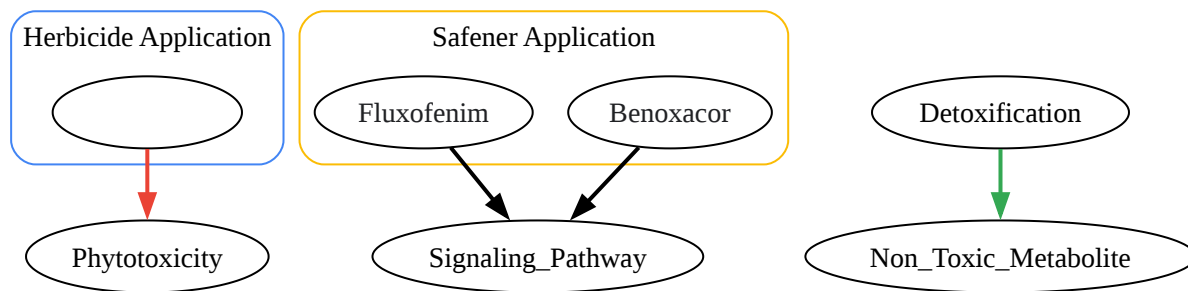 Herbicide Application
Safener Application
Fluxofenim
Benoxacor
Detoxification
Phytotoxicity
Signaling_Pathway
Non_Toxic_Metabolite